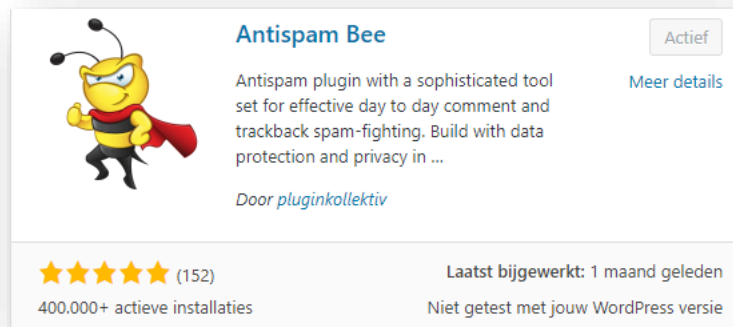 Antispam Bee
Actief
Antispam plugin with a sophisticated tool
Meer details
set for effective day to day comment and
trackback spam-fighting. Build with data
protection and privacy in ...
Door pluginkollektiv
(152)
Laatst bijgewerkt: 1 maand geleden
400.000+ actieve installaties
Niet getest met jouw WordPress versie